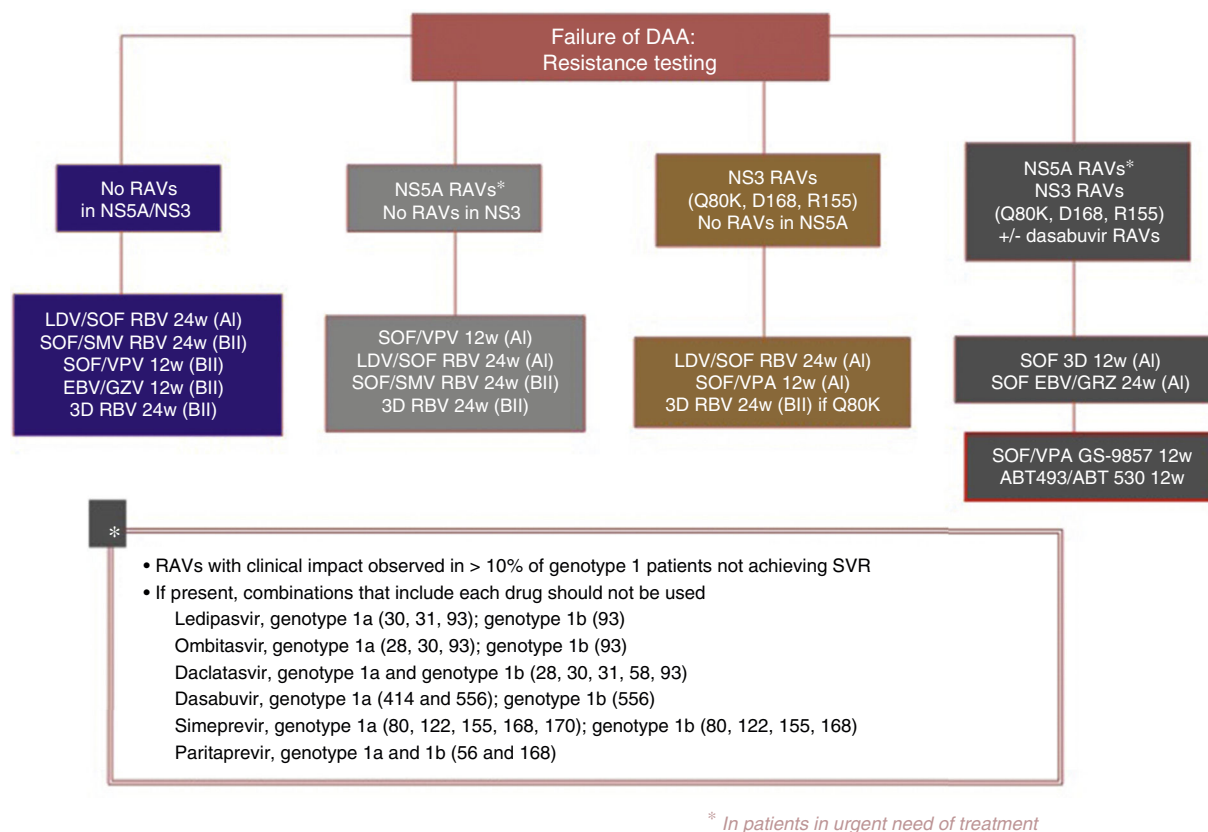 Failure of DAA:
Resistance testing
No RAVs
in NS5A/NS3
NS5A RAVs*
No RAVs in NS3
NS3 RAVs
(Q80K, D168, R155)
No RAVs in NS5A
NS5A RAVs*
NS3 RAVs
(Q80K, D168, R155)
+/- dasabuvir RAVs
LDV/SOF RBV 24w (AI)
SOF/SMV RBV 24w (BII)
SOF/VPV 12w (BII)
EBV/GZV 12w (BII)
3D RBV 24w (BII)
SOF/VPV 12w (AI)
LDV/SOF RBV 24w (AI)
SOF/SMV RBV 24w (BII)
3D RBV 24w (BII)
LDV/SOF RBV 24w (AI)
SOF/VPA 12w (AI)
3D RBV 24w (BII) if Q80K
SOF 3D 12w (AI)
SOF EBV/GRZ 24w (AI)
SOF/VPA GS-9857 12w
ABT493/ABT 530 12w
*
• RAVs with clinical impact observed in > 10% of genotype 1 patients not achieving SVR
• If present, combinations that include each drug should not be used
Ledipasvir, genotype 1a (30, 31, 93); genotype 1b (93)
Ombitasvir, genotype 1a (28, 30, 93); genotype 1b (93)
Daclatasvir, genotype 1a and genotype 1b (28, 30, 31, 58, 93)
Dasabuvir, genotype 1a (414 and 556); genotype 1b (556)
Simeprevir, genotype 1a (80, 122, 155, 168, 170); genotype 1b (80, 122, 155, 168)
Paritaprevir, genotype 1a and 1b (56 and 168)
* In patients in urgent need of treatment